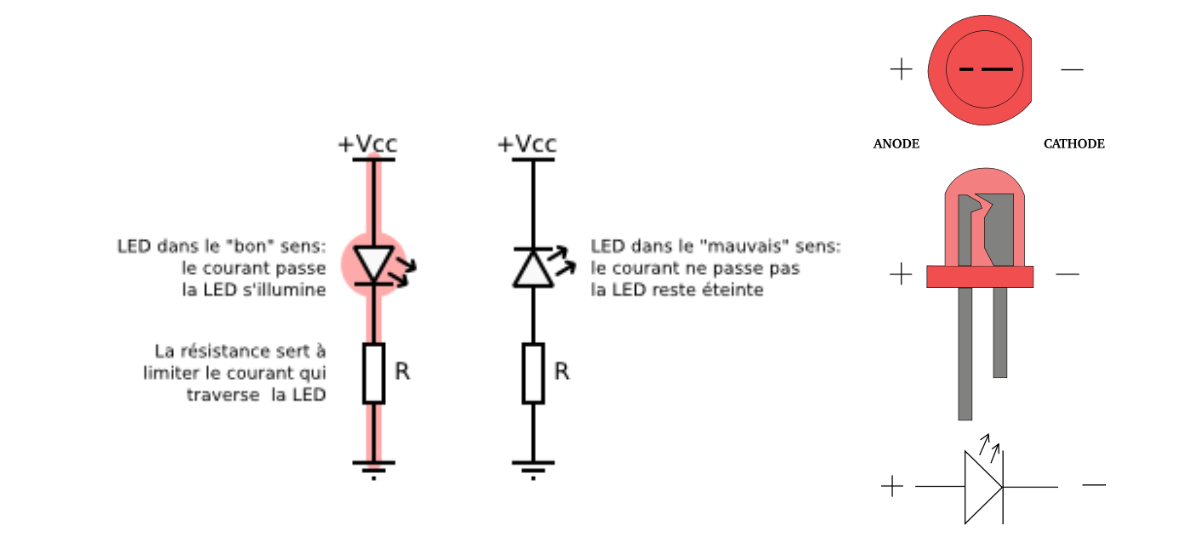 +Vcc
LED dans le "bon" sens:
le courant passe
la LED s'illumine
La résistance sert à
limiter le courant qui
traverse la LED
R
+Vcc
LED dans le "mauvais" sens:
le courant ne passe pas
la LED reste éteinte
R
+ −
ANODE CATHODE
+ −
+ −